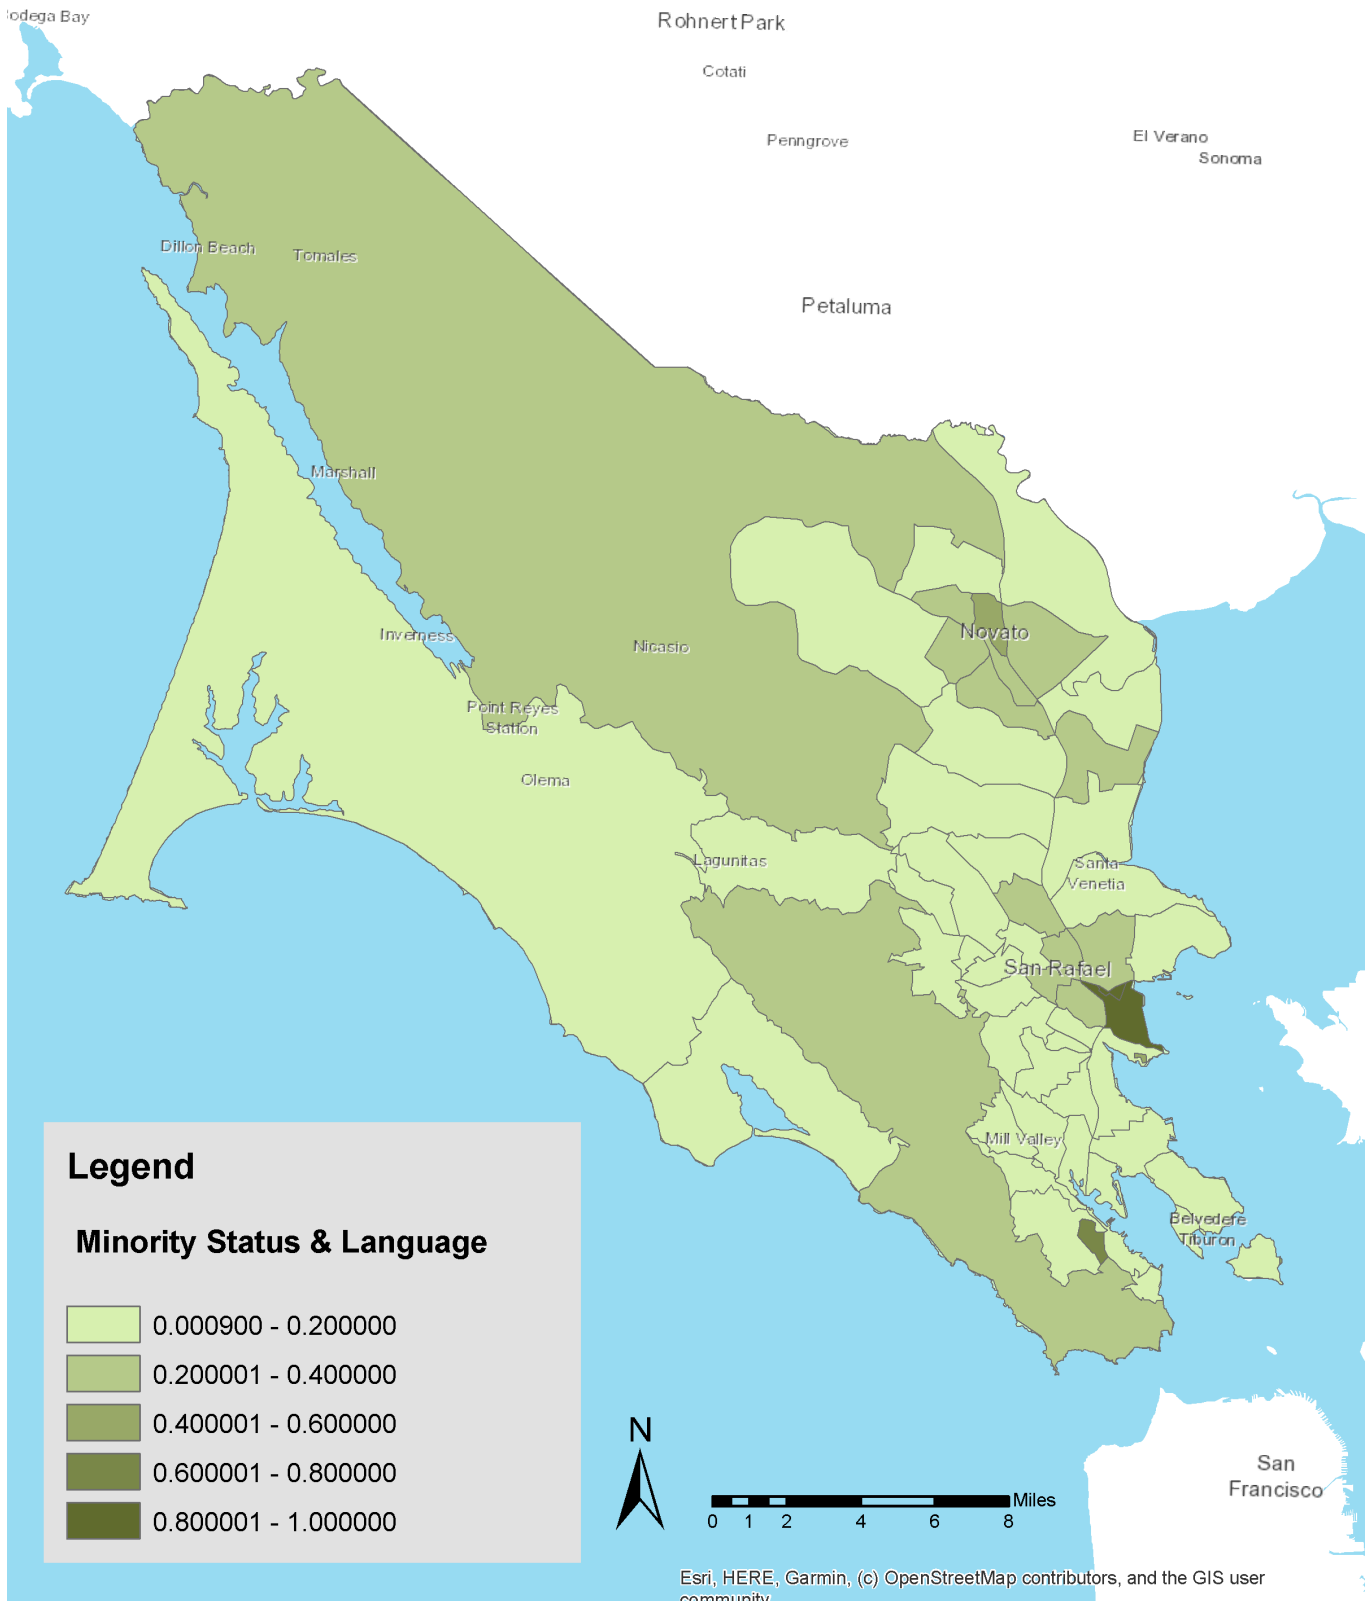 Bodega Bay
Rohnert Park
Cotati
Penngrove
El Verano
Sonoma
Dillon Beach
Tomales
Petaluma
Marshall
Inverness
Nicasio
Novato
Point Reyes
Station
Olema
Lagunitas
Santa
Venetia
San Rafael
Mill Valley
Belvedere
Tiburon
Legend
Minority Status & Language
0.000900 - 0.200000
0.200001 - 0.400000
0.400001 - 0.600000
0.600001 - 0.800000
0.800001 - 1.000000
N
Miles
0 1 2 4 6 8
San
Francisco
Esri, HERE, Garmin, (c) OpenStreetMap contributors, and the GIS user
community